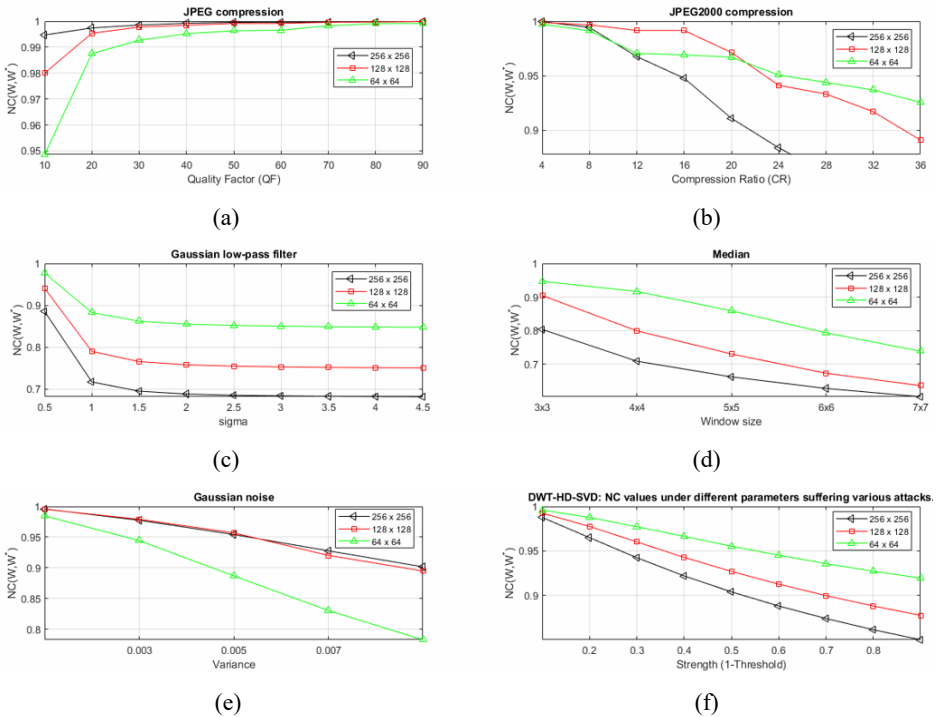 JPEG compression
1
0.99
0.98
0.97
0.96
0.95
NC(W,W*)
256 x 256
128 x 128
64 x 64
10 20 30 40 50 60 70 80 90
Quality Factor (QF)
(a)
JPEG2000 compression
1
0.95
0.9
NC(W,W*)
256 x 256
128 x 128
64 x 64
4 8 12 16 20 24 28 32 36
Compression Ratio (CR)
(b)
Gaussian low-pass filter
1
0.9
0.8
0.7
NC(W,W*)
256 x 256
128 x 128
64 x 64
0.5 1 1.5 2 2.5 3 3.5 4 4.5
sigma
(c)
Median
1
0.9
0.8
0.7
NC(W,W*)
256 x 256
128 x 128
64 x 64
3x3 4x4 5x5 6x6 7x7
Window size
(d)
Gaussian noise
1
0.95
0.9
0.85
0.8
NC(W,W*)
256 x 256
128 x 128
64 x 64
0.003 0.005 0.007
Variance
(e)
DWT-HD-SVD: NC values under different parameters suffering various attacks.
1
0.95
0.9
NC(W,W*)
256 x 256
128 x 128
64 x 64
0.2 0.3 0.4 0.5 0.6 0.7 0.8
Strength (1-Threshold)
(f)